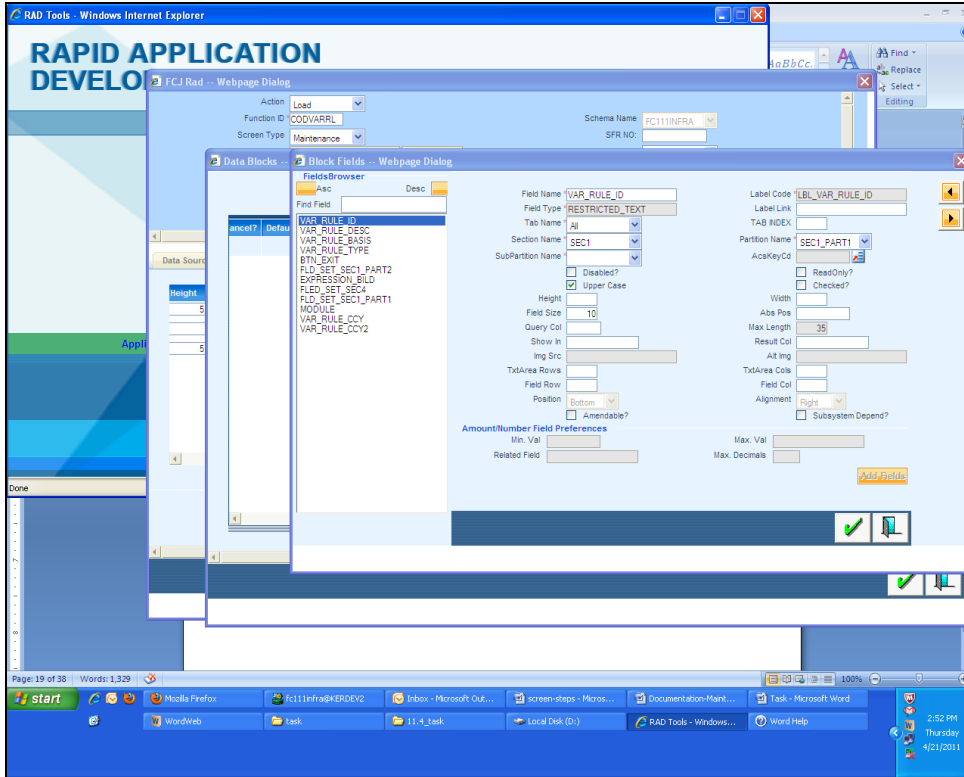 RAD Tools - Windows Internet Explorer
RAPID APPLICATION
DEVELO
AaBbCc.
Find
Replace
Select
Editing
FCJ Rad -- Webpage Dialog
Action Load
Function ID *CODVARRL
Schema Name FC111INFRA
Screen Type Maintenance
SFR NO:
Data Blocks --
Block Fields -- Webpage Dialog
FieldsBrowser
Asc Desc
Find Field
VAR_RULE_ID
VAR_RULE_DESC
VAR_RULE_BASIS
VAR_RULE_TYPE
BTN_EXIT
FLD_SET_SEC1_PART2
EXPRESSION_BILD
FLED_SET_SEC4
FLD_SET_SEC1_PART1
MODULE
VAR_RULE_CCY
VAR_RULE_CCY2
Field Name *VAR_RULE_ID
Label Code *LBL_VAR_RULE_ID
Field Type *RESTRICTED_TEXT
Label Link
Tab Name *All
TAB INDEX
Section Name *SEC1
Partition Name *SEC1_PART1
SubPartition Name *
AcsKeyCd
Disabled?
ReadOnly?
Upper Case
Checked?
Height
Width
Field Size 10
Abs Pos
Query Col
Max Length 35
Show In
Result Col
Img Src
Alt Img
TxtArea Rows
TxtArea Cols
Field Row
Field Col
Position Bottom
Alignment Right
Amendable?
Subsystem Depend?
Amount/Number Field Preferences
Min. Val
Max. Val
Related Field
Max. Decimals
Add Fields
ancel? Defau
Data Sourc
Height
5
5
Appli
Done
Page: 19 of 38 Words: 1,329
100%
start
Mozilla Firefox
fc111infra@KERDEV2
Inbox - Microsoft Out...
screen-steps - Micros...
Documentation-Maint...
Task - Microsoft Word
WordWeb
task
11.4_task
Local Disk (D:)
RAD Tools - Windows...
Word Help
2:52 PM
Thursday
4/21/2011